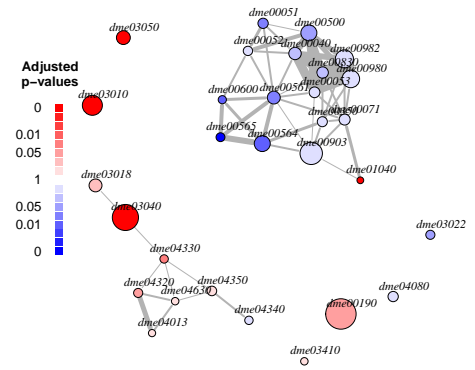 dme03050
dme00051
dme00500
dme00052
dme00040
dme00982
dme00830
dme00980
dme00053
Adjusted
p−values
dme03010
dme00600
dme00561
dme00071
0
0.01
0.05
1
0.05
0.01
0
dme00565
dme00564
dme00903
dme01040
dme03018
dme03040
dme03022
dme04330
dme04320
dme04350
dme04630
dme04080
dme00190
dme04340
dme04013
dme03410